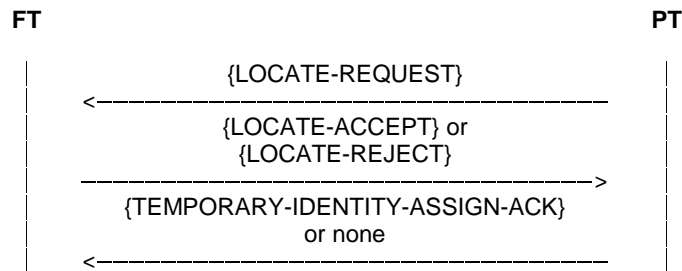 FT PT
{LOCATE-REQUEST}
{LOCATE-ACCEPT} or
{LOCATE-REJECT}
{TEMPORARY-IDENTITY-ASSIGN-ACK}
or none